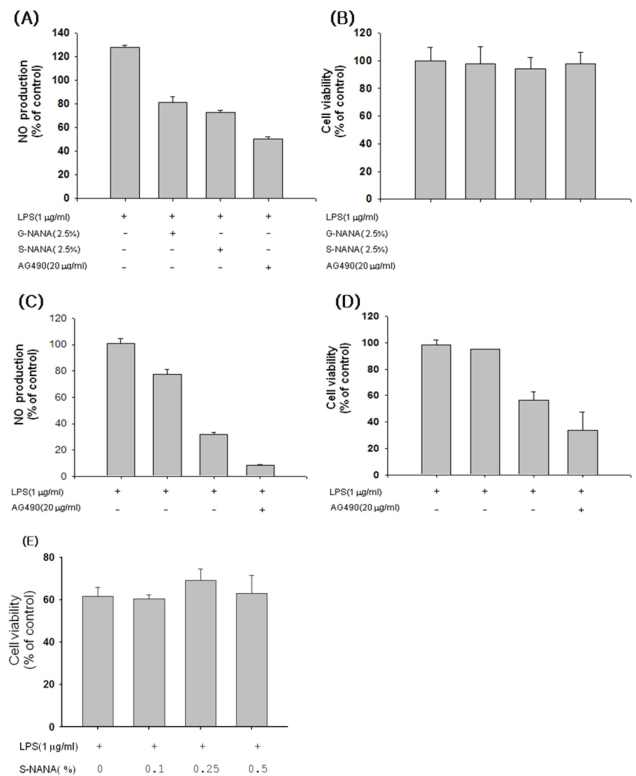 (A)
NO production
(% of control)
140
120
100
80
60
40
20
0
LPS(1 μg/ml) + + + +
G-NANA(2.5%) - + - -
S-NANA(2.5%) - - + -
AG490(20 μg/ml) - - - +
(B)
Cell viability
(% of control)
120
100
80
60
40
20
0
LPS(1 μg/ml)
G-NANA(2.5%)
S-NANA(2.5%)
AG490(20 μg/ml)
(C)
NO production
(% of control)
120
100
80
60
40
20
0
LPS(1 μg/ml) + + + +
AG490(20 μg/ml) - - - +
(D)
Cell viability
(% of control)
120
100
80
60
40
20
0
LPS(1 μg/ml) + + + +
AG490(20 μg/ml) - - - +
(E)
Cell viability
(% of control)
80
60
40
20
0
LPS(1 μg/ml) + + + +
S-NANA( %) 0 0.1 0.25 0.5